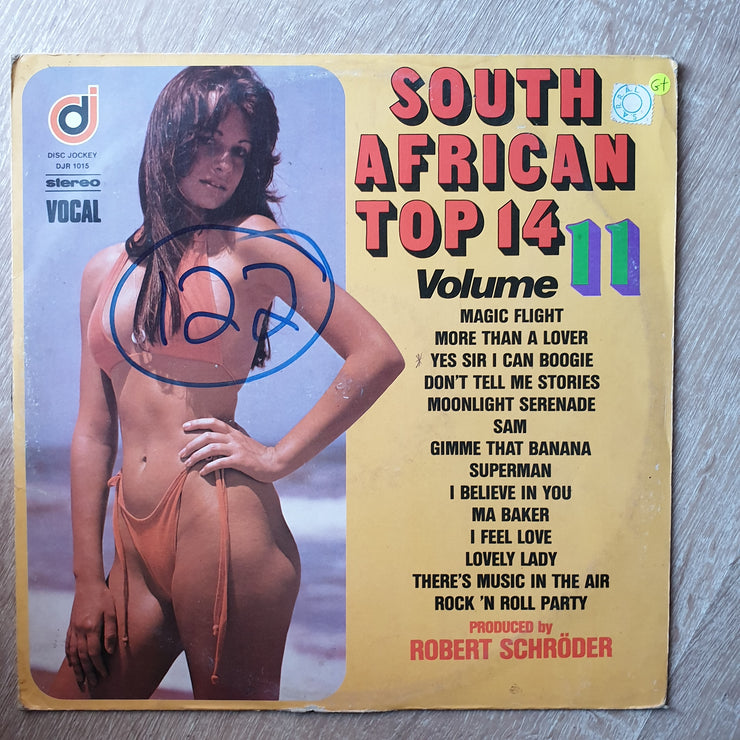 dj
DISC JOCKEY
DJR 1015
stereo
VOCAL
122
SOUTH
AFRICAN
TOP 14
Volume 11
MAGIC FLIGHT
MORE THAN A LOVER
YES SIR I CAN BOOGIE
DON'T TELL ME STORIES
MOONLIGHT SERENADE
SAM
GIMME THAT BANANA
SUPERMAN
I BELIEVE IN YOU
MA BAKER
I FEEL LOVE
LOVELY LADY
THERE'S MUSIC IN THE AIR
ROCK 'N ROLL PARTY
PRODUCED by
ROBERT SCHRÖDER
G+